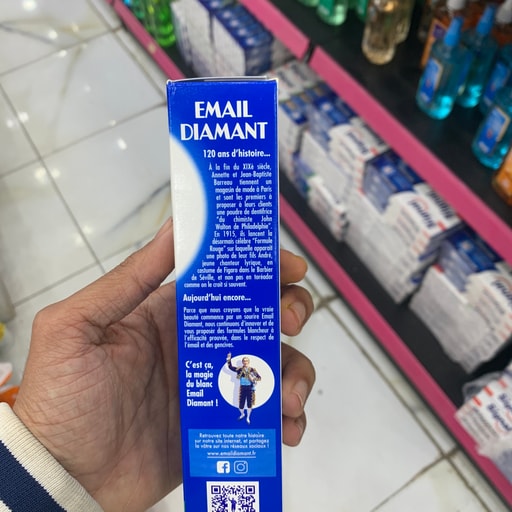 EMAIL
DIAMANT
120 ans d'histoire...
À la fin du XIXè siècle,
Annette et Jean-Baptiste
Barreau tiennent un
magasin de mode à Paris
et sont les premiers à
proposer à leurs clients
une poudre de dentifrice
"du chimiste John
Walton de Philadelphie".
En 1915, ils lancent la
désormais célèbre "Formule
Rouge" sur laquelle apparaît
une photo de leur fils André,
jeune chanteur lyrique, en
costume de Figaro dans le Barbier
de Séville, et non pas en toréador
comme on le croit si souvent.
Aujourd'hui encore...
Parce que nous croyons que la vraie
beauté commence par un sourire Email
Diamant, nous continuons d'innover et de
vous proposer des formules blancheur à
l'efficacité prouvée, dans le respect de
l'émail et des gencives.
C'est ça,
la magie
du blanc
Email
Diamant !
Retrouvez toute notre histoire
sur notre site internet, et partagez
la vôtre sur nos réseaux sociaux !
www.emaildiamant.fr